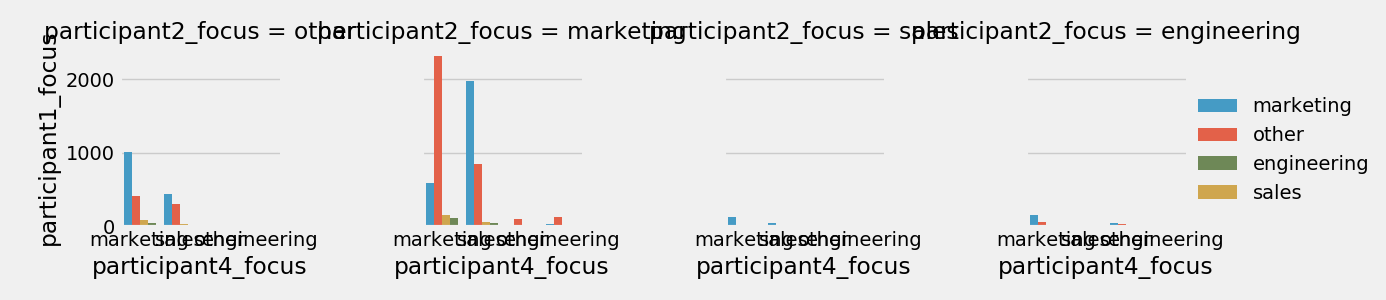 participant2_focus = other
participant2_focus = marketing
participant2_focus = sales
participant2_focus = engineering
participant1_focus
2000
1000
0
marketing
other
engineering
sales
marketing sales other engineering
marketing sales other engineering
marketing sales other engineering
marketing sales other engineering
participant4_focus
participant4_focus
participant4_focus
participant4_focus